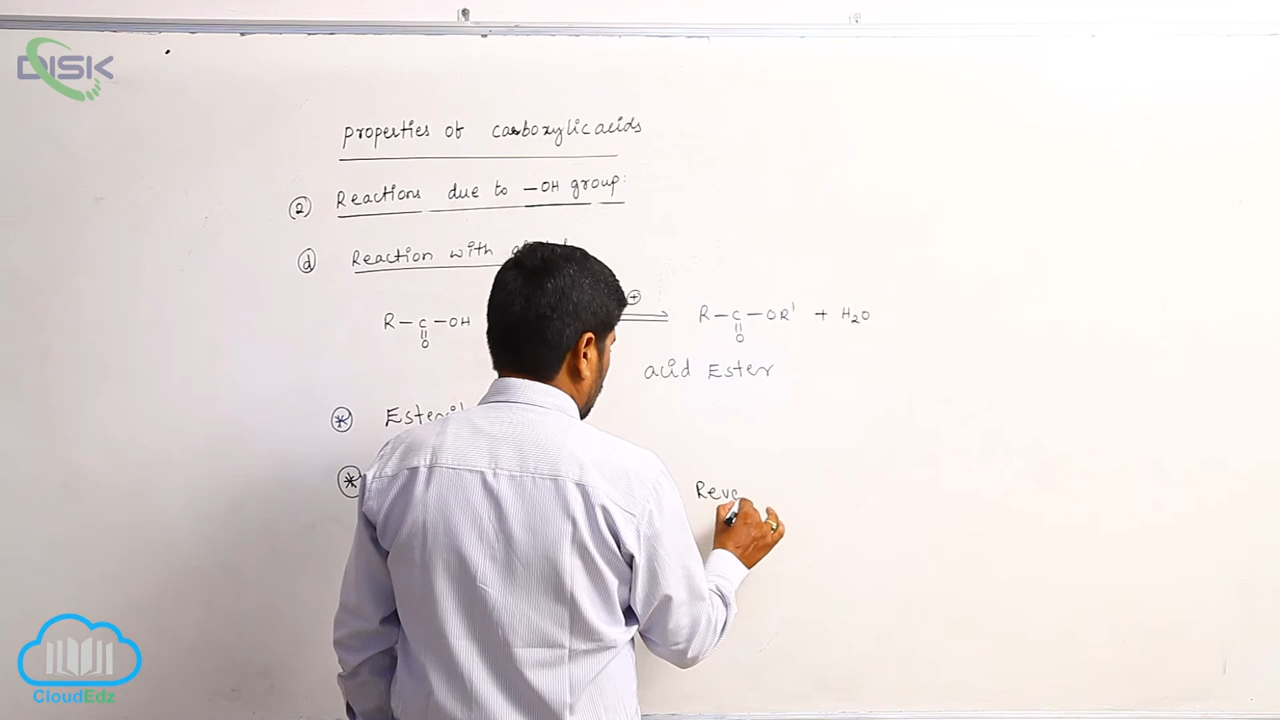 DISK
Properties of carboxylic acids
② Reactions due to -OH group:
ⓓ Reaction with
R-C-OH ⊕ R-C-OR' + H2O
O O
acid Ester
* 
* Reve
CloudEdz